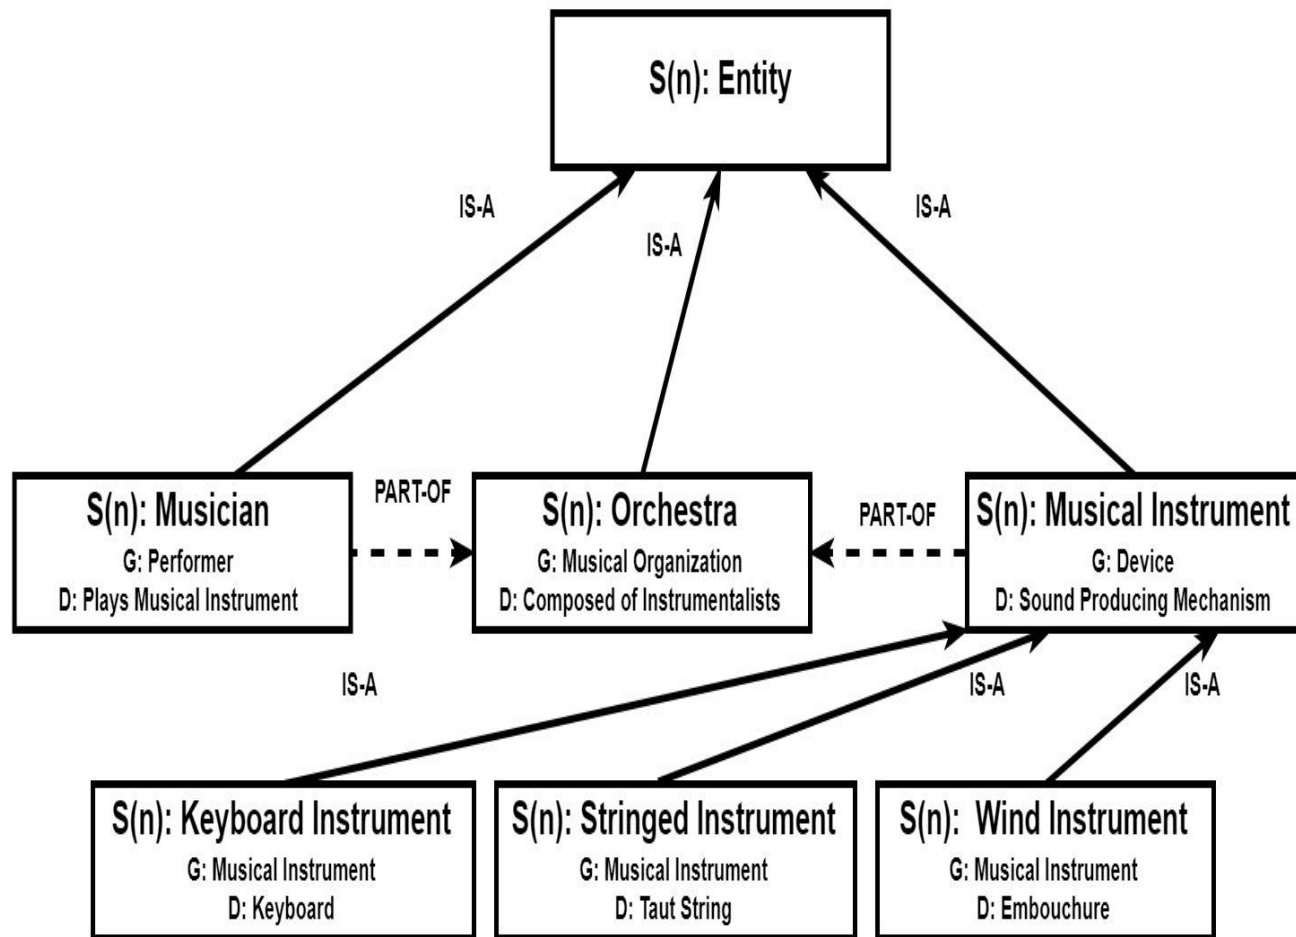 S(n): Entity
IS-A
IS-A
IS-A
S(n): Musician
G: Performer
D: Plays Musical Instrument
PART-OF
S(n): Orchestra
G: Musical Organization
D: Composed of Instrumentalists
PART-OF
S(n): Musical Instrument
G: Device
D: Sound Producing Mechanism
IS-A
IS-A
IS-A
S(n): Keyboard Instrument
G: Musical Instrument
D: Keyboard
S(n): Stringed Instrument
G: Musical Instrument
D: Taut String
S(n): Wind Instrument
G: Musical Instrument
D: Embouchure